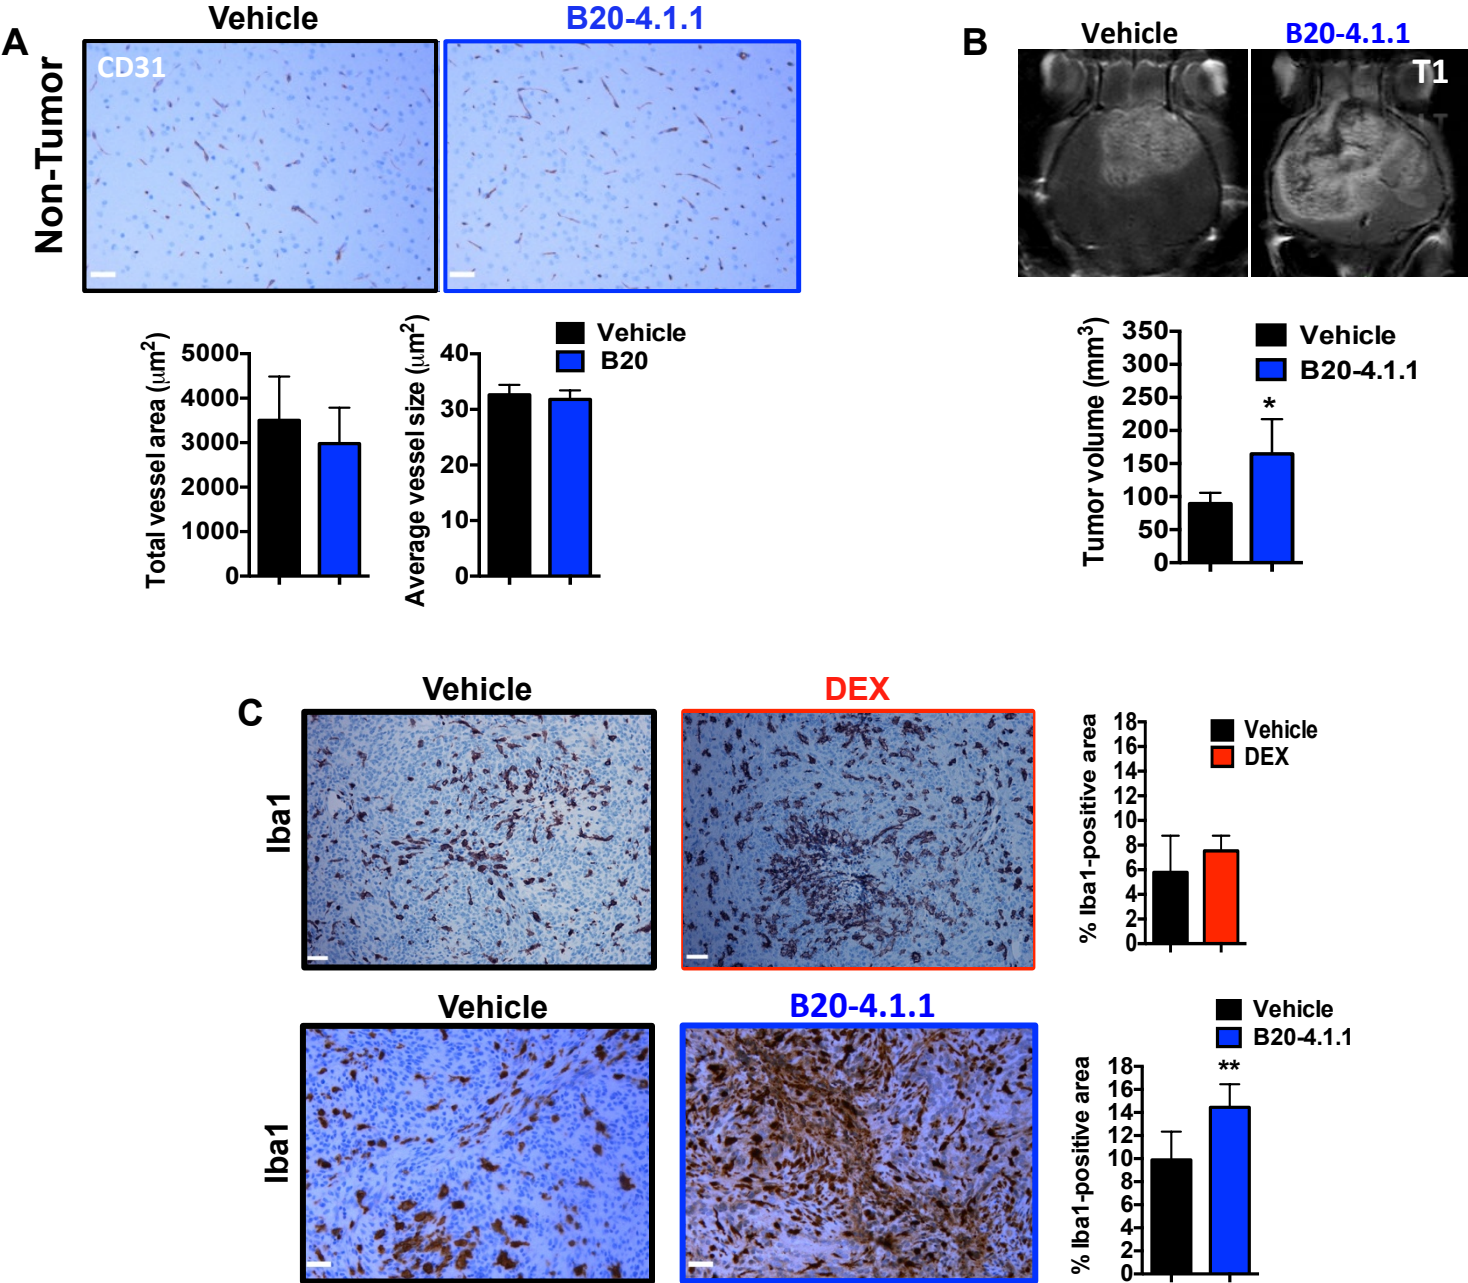 A
Vehicle
B20-4.1.1
Non-Tumor
CD31
Total vessel area (μm2)
5000
4000
3000
2000
1000
0
Average vessel size (μm2)
40
30
20
10
0
Vehicle
B20
B
Vehicle
B20-4.1.1
T1
Tumor volume (mm3)
350
300
250
200
150
100
50
0
Vehicle
B20-4.1.1
*
C
Vehicle
DEX
Iba1
% Iba1-positive area
18
16
14
12
10
8
6
4
2
0
Vehicle
DEX
Vehicle
B20-4.1.1
Iba1
% Iba1-positive area
18
16
14
12
10
8
6
4
2
0
Vehicle
B20-4.1.1
**